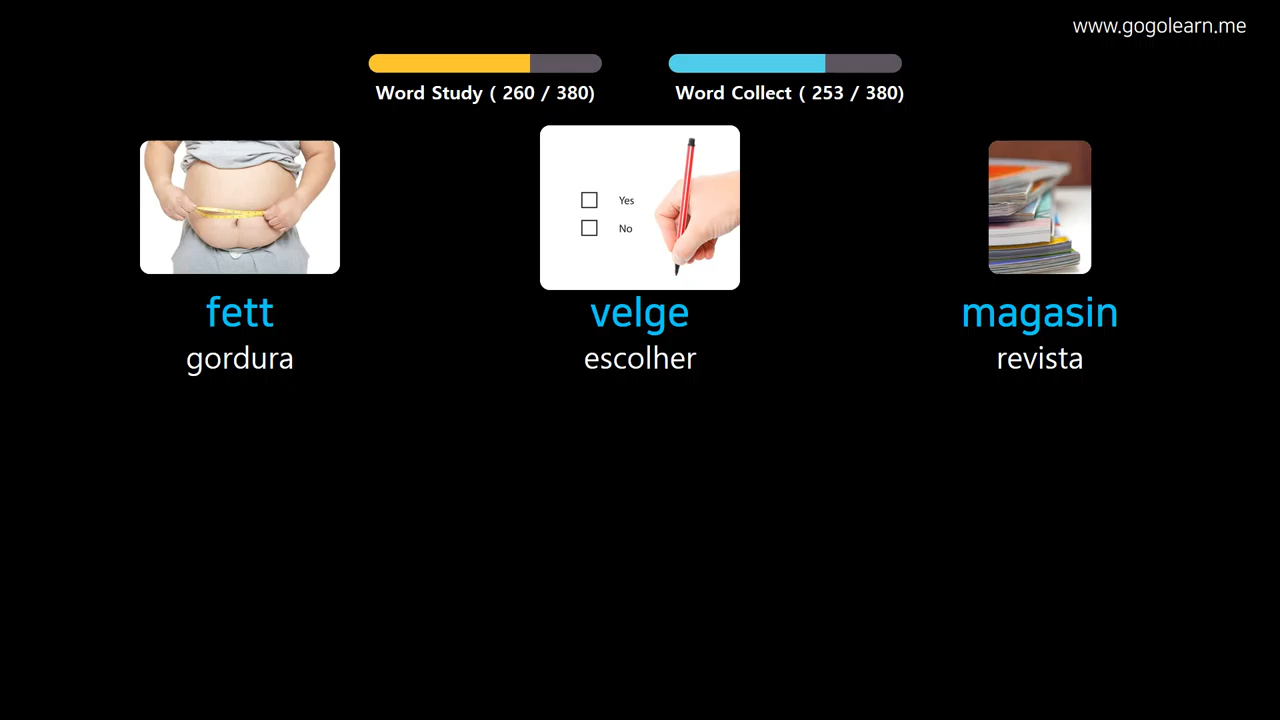 www.gogolearn.me
Word Study ( 260 / 380)
Word Collect ( 253 / 380)
Yes
No
fett
velge
magasin
gordura
escolher
revista